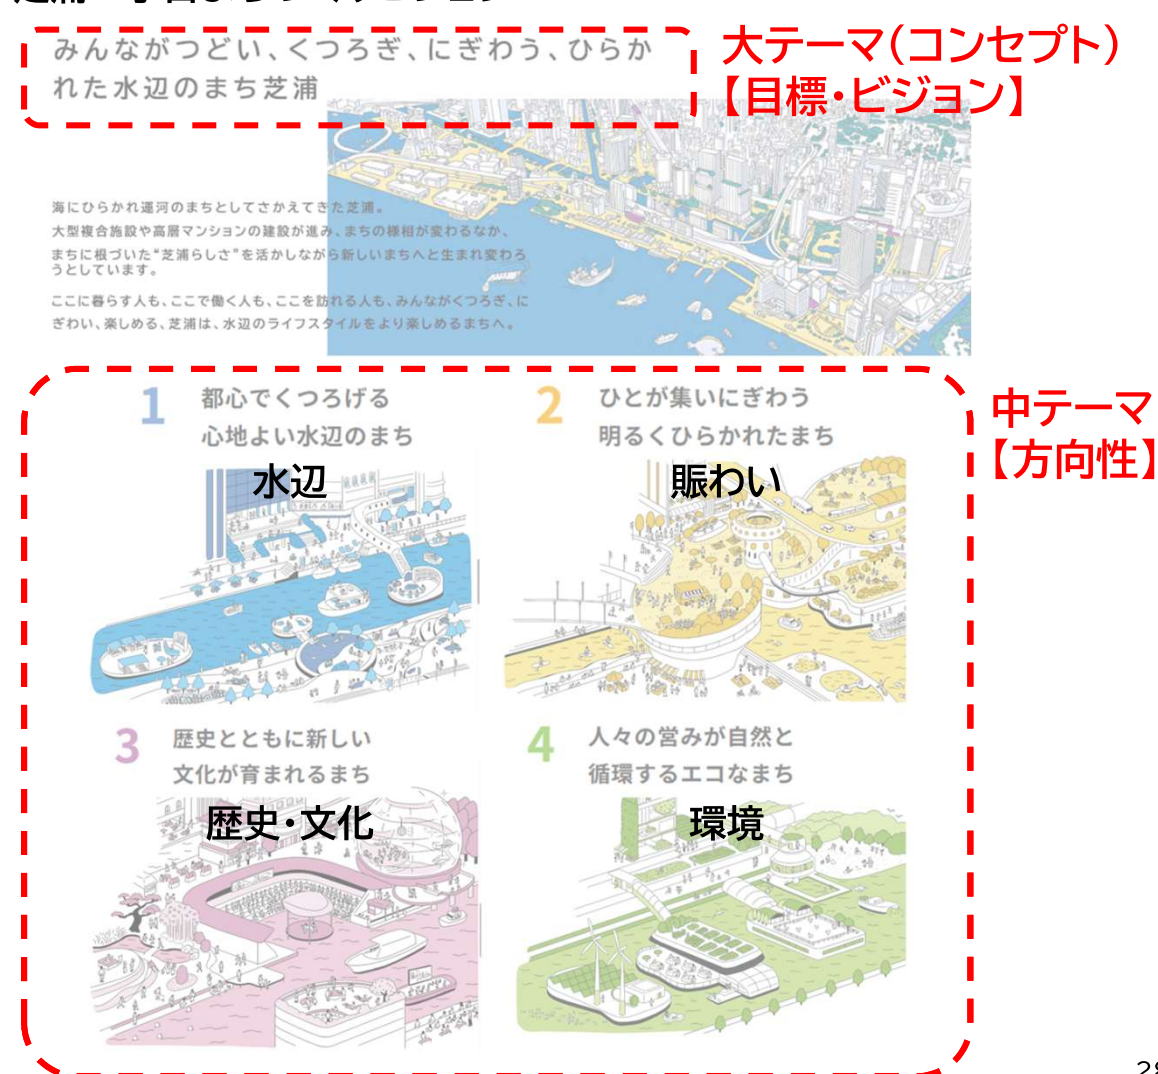 みんながつどい、くつろぎ、にぎわう、ひらか
れた水辺のまち芝浦
大テーマ(コンセプト)
【目標・ビジョン】
海にひらかれ運河のまちとしてさかえてきた芝浦。
大型複合施設や高層マンションの建設が進み、まちの様相が変わるなか、
まちに根づいた“芝浦らしさ”を活かしながら新しいまちへと生まれ変わろ
うとしています。
ここに暮らす人も、ここで働く人も、ここを訪れる人も、みんながくつろぎ、に
ぎわい、楽しめる、芝浦は、水辺のライフスタイルをより楽しめるまちへ。
中テーマ
【方向性】
1 都心でくつろげる
心地よい水辺のまち
水辺
2 ひとが集いにぎわう
明るくひらかれたまち
賑わい
3 歴史とともに新しい
文化が育まれるまち
歴史・文化
4 人々の営みが自然と
循環するエコなまち
環境